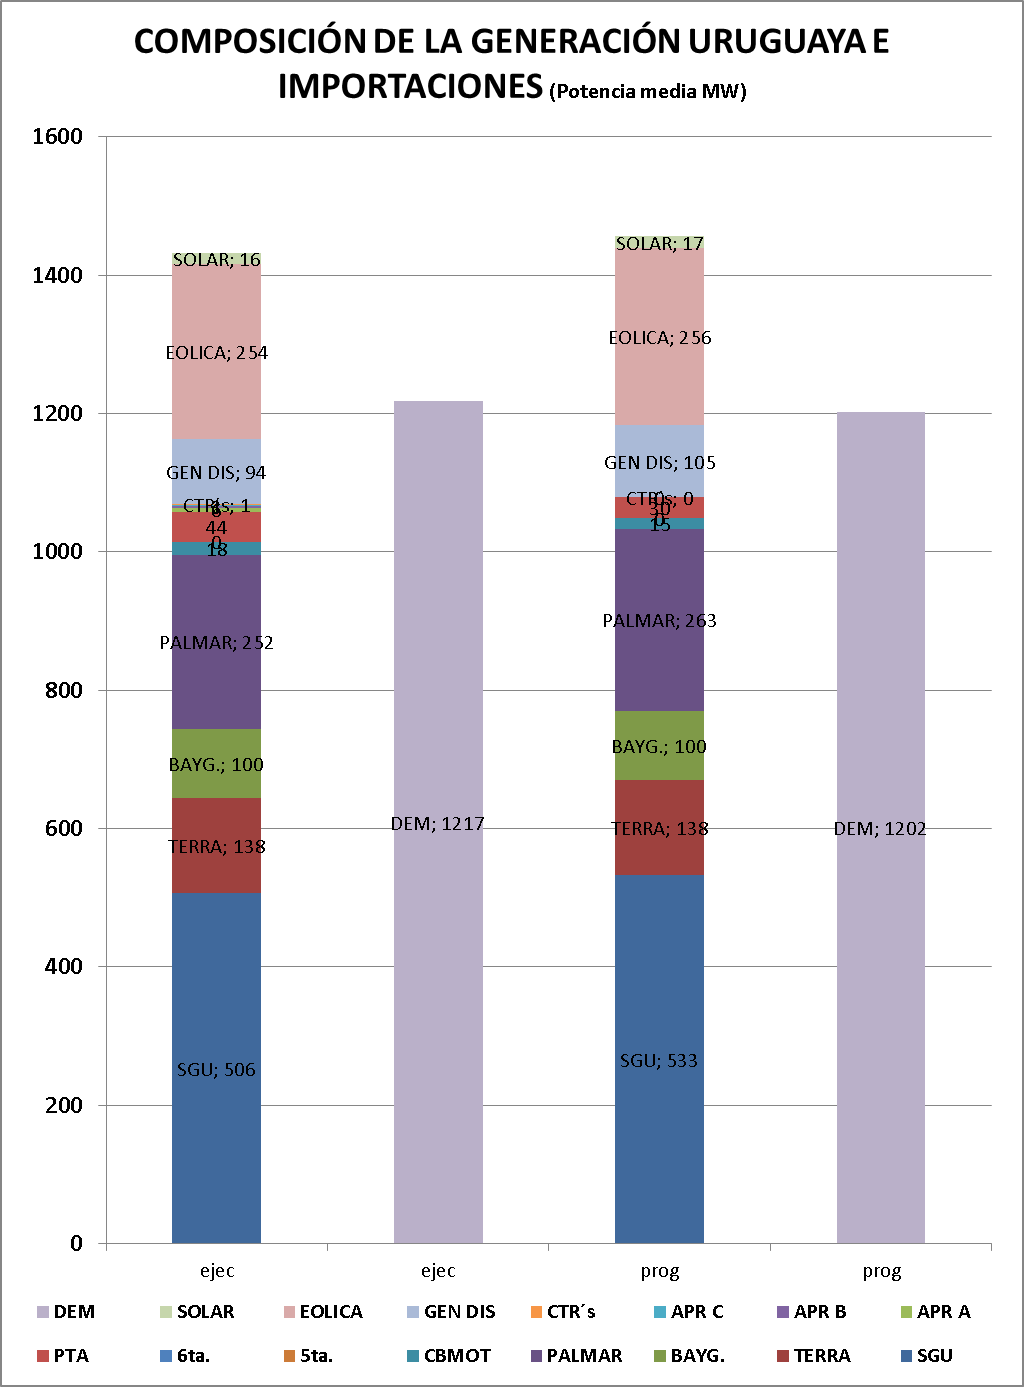 COMPOSICIÓN DE LA GENERACIÓN URUGUAYA E
IMPORTACIONES (Potencia media MW)
1600
1400
1200
1000
800
600
400
200
0
SOLAR; 16
EOLICA; 254
GEN DIS; 94
CTR´s; 1
44
0
18
PALMAR; 252
BAYG.; 100
TERRA; 138
SGU; 506
DEM; 1217
SOLAR; 17
EOLICA; 256
GEN DIS; 105
CTR´s; 0
30
0
15
PALMAR; 263
BAYG.; 100
TERRA; 138
SGU; 533
DEM; 1202
ejec
ejec
prog
prog
DEM SOLAR EOLICA GEN DIS CTR´s APR C APR B APR A
PTA 6ta. 5ta. CBMOT PALMAR BAYG. TERRA SGU